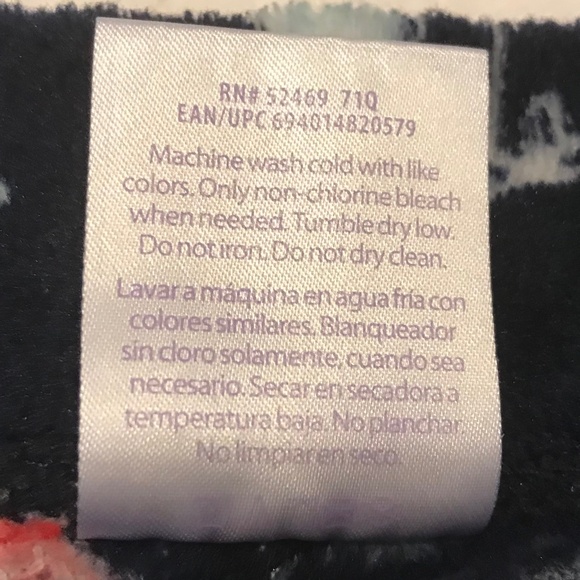 RN# 52469 71Q
EAN/UPC 694014820579
Machine wash cold with like
colors. Only non-chlorine bleach
when needed. Tumble dry low.
Do not iron. Do not dry clean.
Lavar a máquina en agua fría con
colores similares. Blanqueador
sin cloro solamente, cuando sea
necesario. Secar en secadora a
temperatura baja. No planchar.
No limpiar en seco.